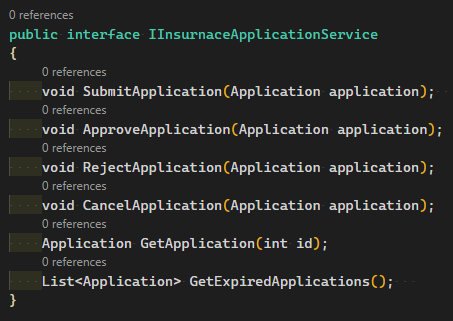 0 references
public interface IInsurnaceApplicationService
{
0 references
void SubmitApplication(Application application);
0 references
void ApproveApplication(Application application);
0 references
void RejectApplication(Application application);
0 references
void CancelApplication(Application application);
0 references
Application GetApplication(int id);
0 references
List<Application> GetExpiredApplications();
}